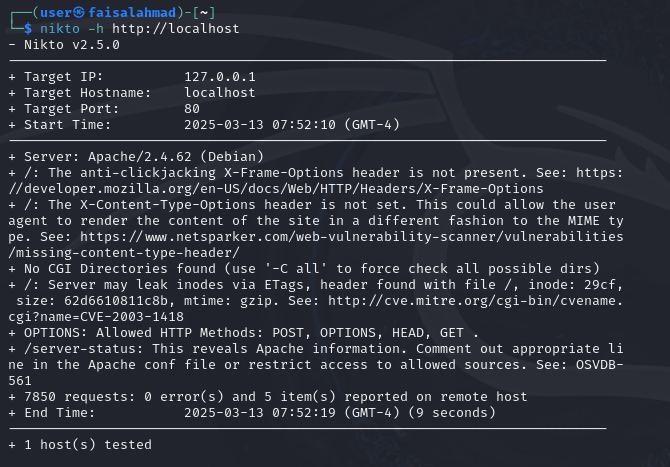 ┌──(user㉿faisalahmad)-[~]
└─$ nikto -h http://localhost
- Nikto v2.5.0
---------------------------------------------------------------------------
+ Target IP:          127.0.0.1
+ Target Hostname:    localhost
+ Target Port:        80
+ Start Time:         2025-03-13 07:52:10 (GMT-4)
---------------------------------------------------------------------------
+ Server: Apache/2.4.62 (Debian)
+ /: The anti-clickjacking X-Frame-Options header is not present. See: https:
//developer.mozilla.org/en-US/docs/Web/HTTP/Headers/X-Frame-Options
+ /: The X-Content-Type-Options header is not set. This could allow the user
agent to render the content of the site in a different fashion to the MIME ty
pe. See: https://www.netsparker.com/web-vulnerability-scanner/vulnerabilities
/missing-content-type-header/
+ No CGI Directories found (use '-C all' to force check all possible dirs)
+ /: Server may leak inodes via ETags, header found with file /, inode: 29cf,
 size: 62d6610811c8b, mtime: gzip. See: http://cve.mitre.org/cgi-bin/cvename.
cgi?name=CVE-2003-1418
+ OPTIONS: Allowed HTTP Methods: POST, OPTIONS, HEAD, GET .
+ /server-status: This reveals Apache information. Comment out appropriate li
ne in the Apache conf file or restrict access to allowed sources. See: OSVDB-
561
+ 7850 requests: 0 error(s) and 5 item(s) reported on remote host
+ End Time:           2025-03-13 07:52:19 (GMT-4) (9 seconds)
---------------------------------------------------------------------------
+ 1 host(s) tested